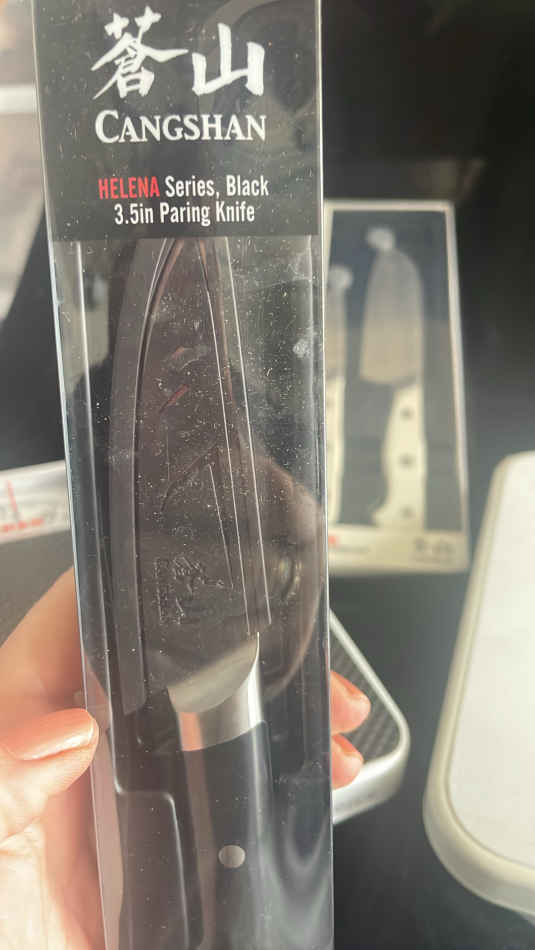 蒼山
CANGSHAN
HELENA Series, Black
3.5in Paring Knife